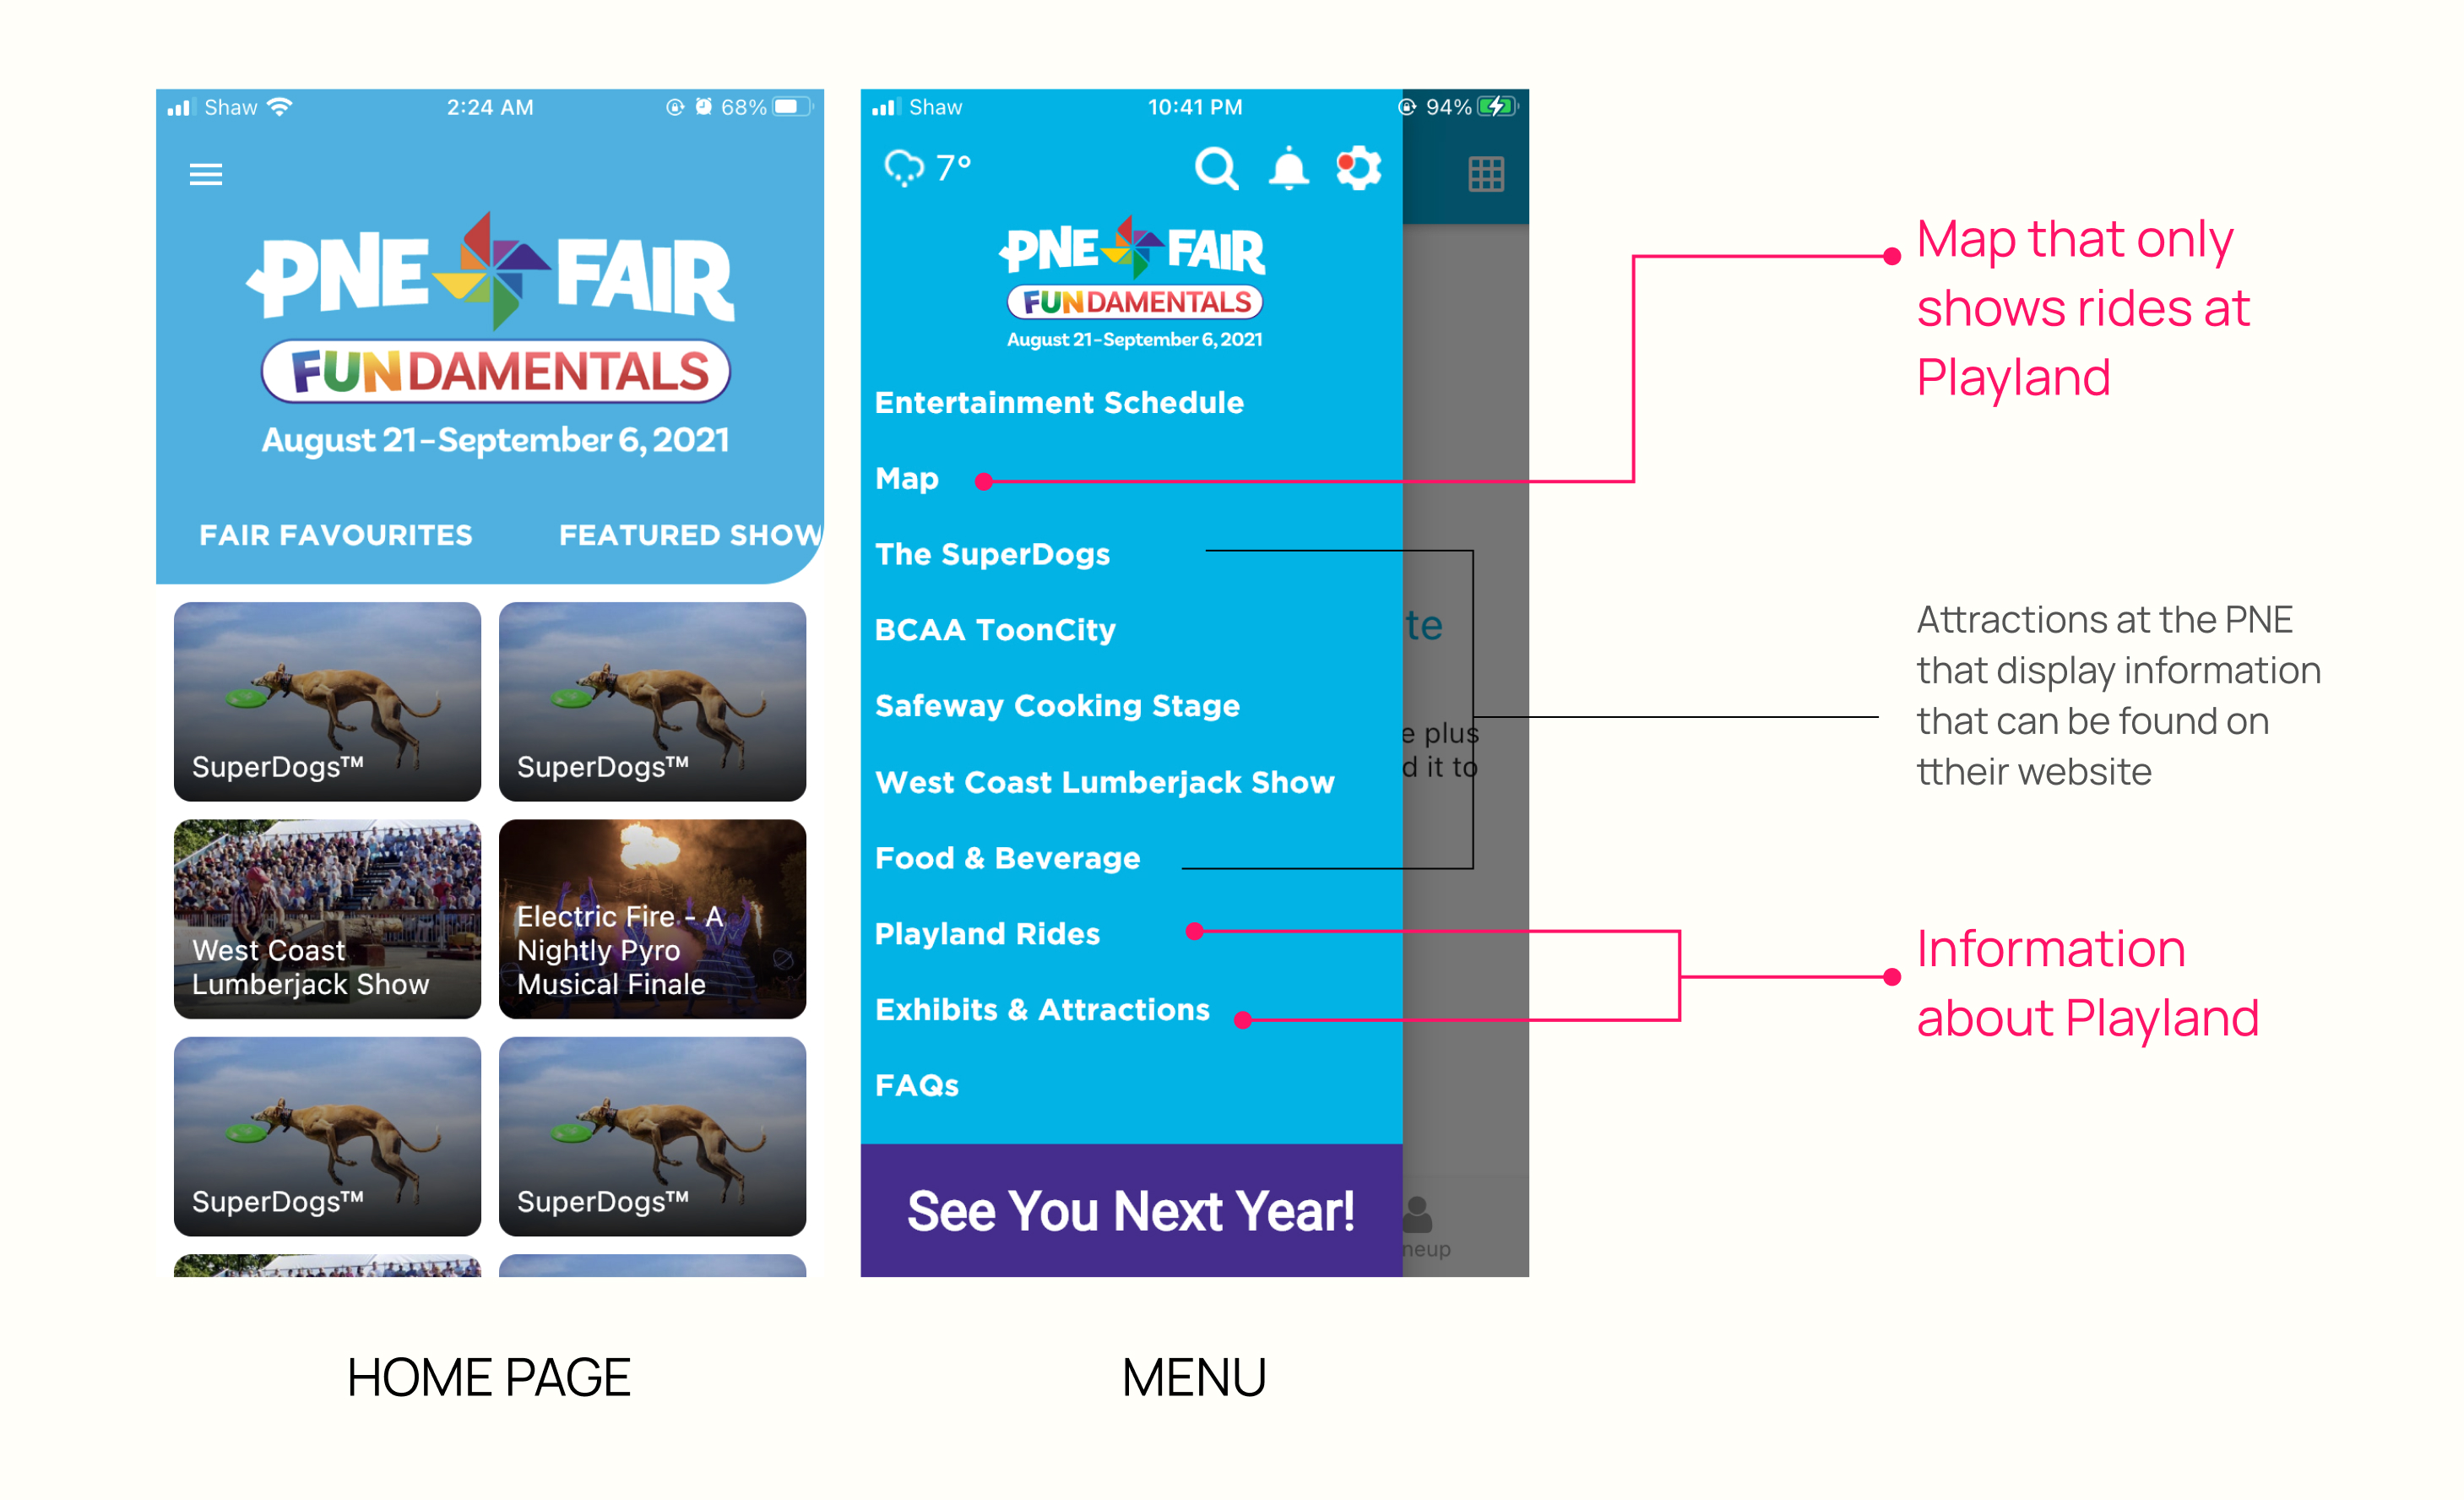 Shaw 2:24 AM 68%
PNE FAIR
FUNDAMENTALS
August 21-September 6, 2021
FAIR FAVOURITES FEATURED SHOW
SuperDogs™ SuperDogs™
West Coast
Lumberjack Show
Electric Fire - A
Nightly Pyro
Musical Finale
SuperDogs™ SuperDogs™
HOME PAGE
Shaw 10:41 PM 94%
7°
PNE FAIR
FUNDAMENTALS
August 21-September 6, 2021
Entertainment Schedule
Map
The SuperDogs
BCAA ToonCity
Safeway Cooking Stage
West Coast Lumberjack Show
Food & Beverage
Playland Rides
Exhibits & Attractions
FAQs
See You Next Year!
te
e plus
d it to
neup
MENU
Map that only
shows rides at
Playland
Attractions at the PNE
that display information
that can be found on
ttheir website
Information
about Playland